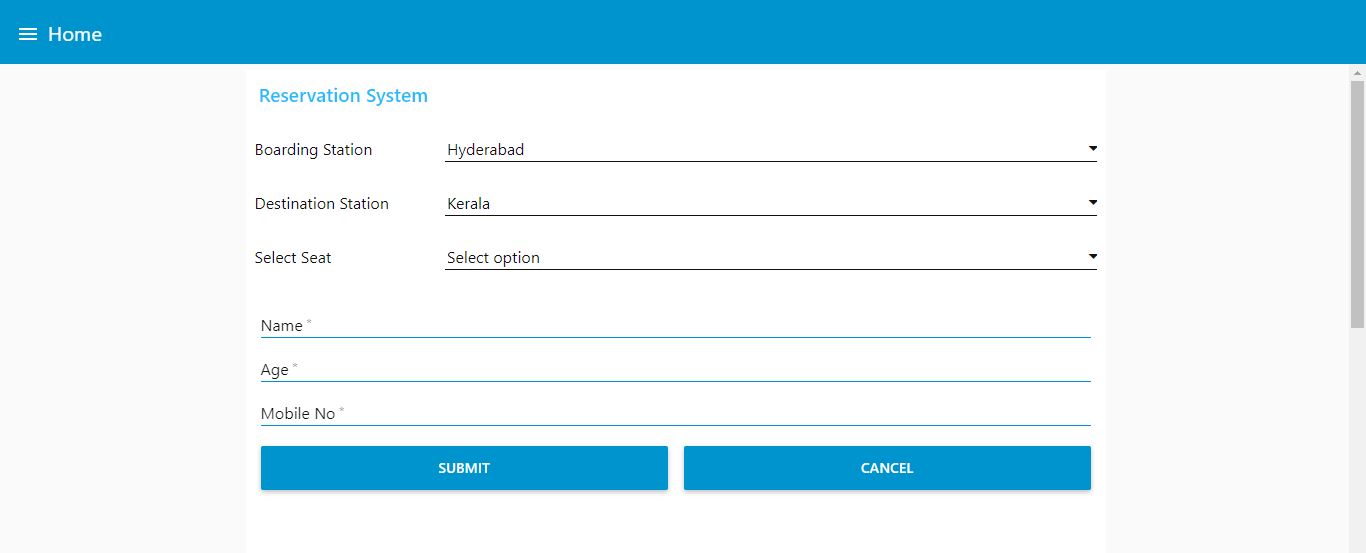 Home
Reservation System
Boarding Station Hyderabad
Destination Station Kerala
Select Seat Select option
Name *
Age *
Mobile No *
SUBMIT CANCEL